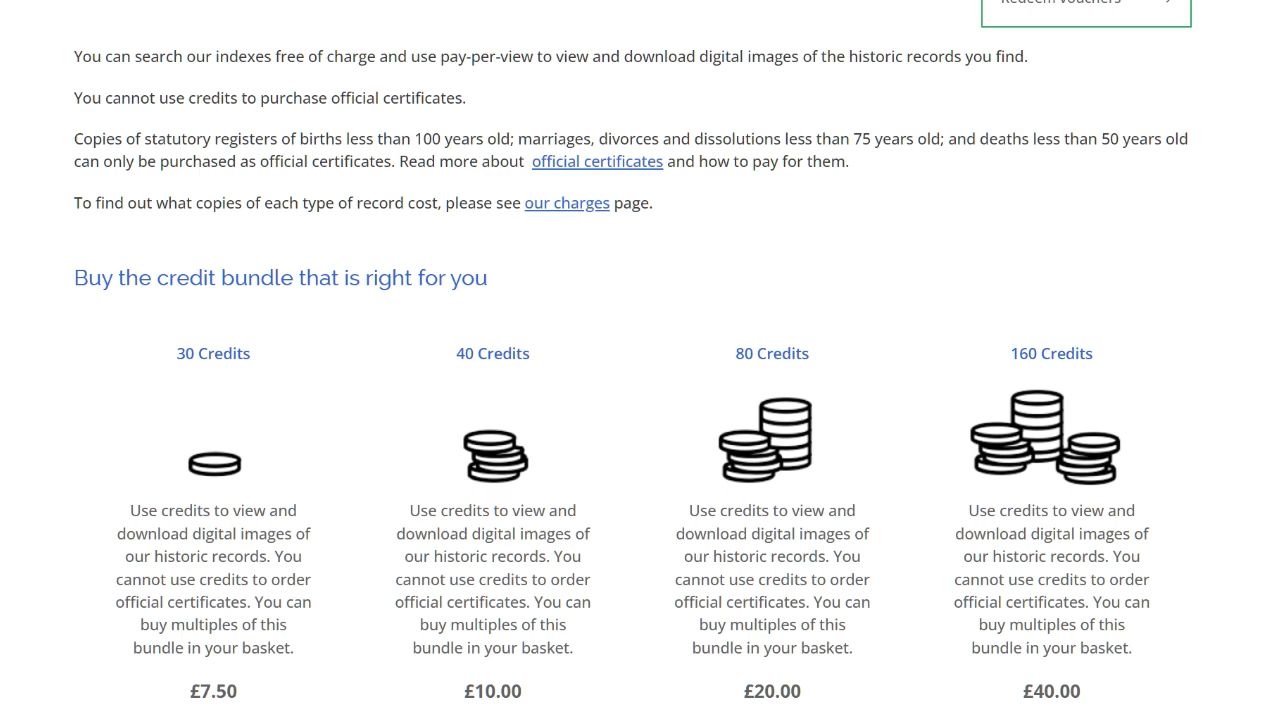 Redeem vouchers
You can search our indexes free of charge and use pay-per-view to view and download digital images of the historic records you find.
You cannot use credits to purchase official certificates.
Copies of statutory registers of births less than 100 years old; marriages, divorces and dissolutions less than 75 years old; and deaths less than 50 years old
can only be purchased as official certificates. Read more about official certificates and how to pay for them.
To find out what copies of each type of record cost, please see our charges page.
Buy the credit bundle that is right for you
30 Credits
Use credits to view and
download digital images of
our historic records. You
cannot use credits to order
official certificates. You can
buy multiples of this
bundle in your basket.
£7.50
40 Credits
Use credits to view and
download digital images of
our historic records. You
cannot use credits to order
official certificates. You can
buy multiples of this
bundle in your basket.
£10.00
80 Credits
Use credits to view and
download digital images of
our historic records. You
cannot use credits to order
official certificates. You can
buy multiples of this
bundle in your basket.
£20.00
160 Credits
Use credits to view and
download digital images of
our historic records. You
cannot use credits to order
official certificates. You can
buy multiples of this
bundle in your basket.
£40.00